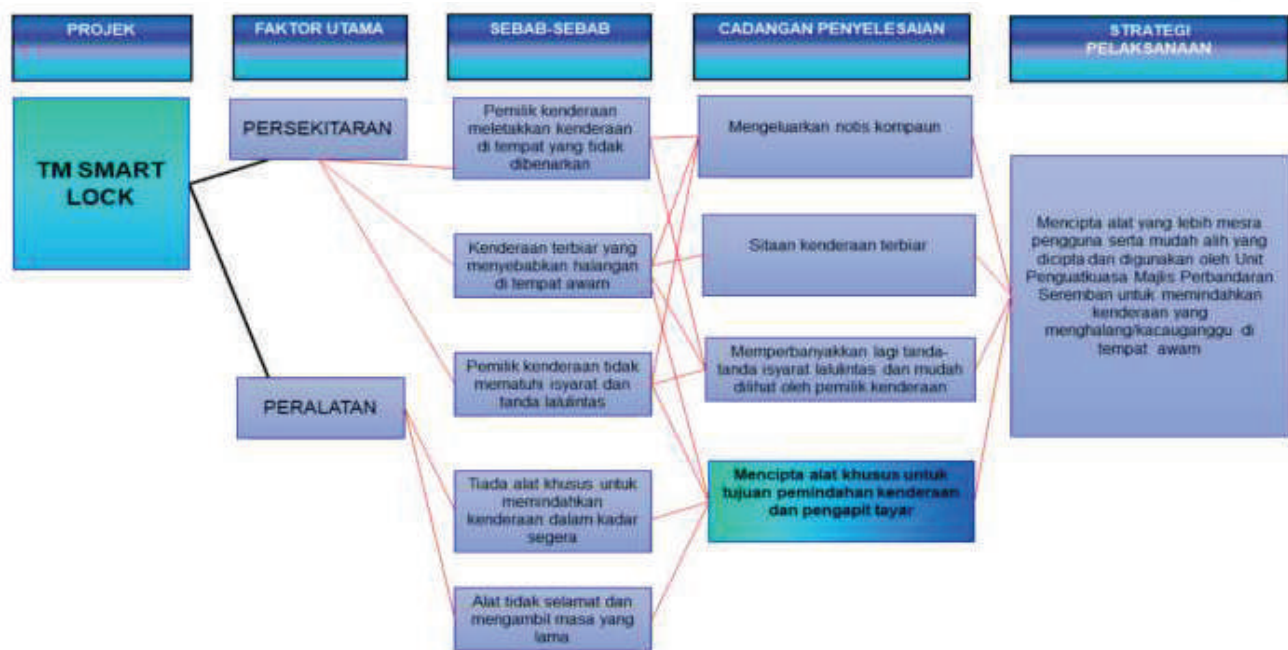 PROJEK
FAKTOR UTAMA
SEBAB-SEBAB
CADANGAN PENYELESAIAN
STRATEGI
PELAKSANAAN
TM SMART
LOCK
PERSEKITARAN
PERALATAN
Pemilik kenderaan
meletakkan kenderaan
di tempat yang tidak
dibenarkan
Kenderaan terbiar yang
menyebabkan halangan
di tempat awam
Pemilik kenderaan tidak
mematuhi isyarat dan
tanda lalulintas
Tiada alat khusus untuk
memindahkan
kenderaan dalam kadar
segera
Alat tidak selamat dan
mengambil masa yang
lama
Mengeluarkan notis kompaun
Sitaan kenderaan terbiar
Memperbanyakkan lagi tanda-
tanda isyarat lalulintas dan mudah
dilihat oleh pemilik kenderaan
Mencipta alat khusus untuk
tujuan pemindahan kenderaan
dan pengapit tayar
Mencipta alat yang lebih mesra
pengguna serta mudah alih yang
dicipta dan digunakan oleh Unit
Penguatkuasa Majlis Perbandaran
Seremban untuk memindahkan
kenderaan yang
menghalang/kacauganggu di
tempat awam